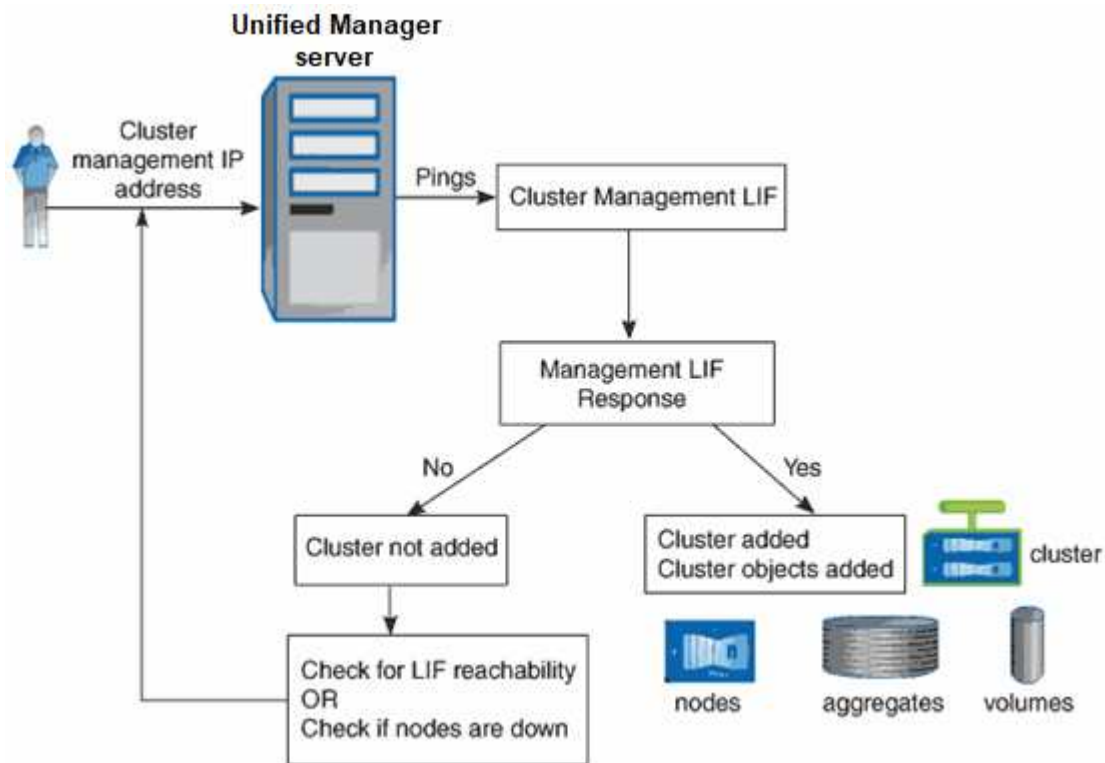 Unified Manager
server
Cluster
management IP
address
Pings
Cluster Management LIF
Management LIF
Response
No
Yes
Cluster not added
Cluster added
Cluster objects added
cluster
Check for LIF reachability
OR
Check if nodes are down
nodes
aggregates
volumes